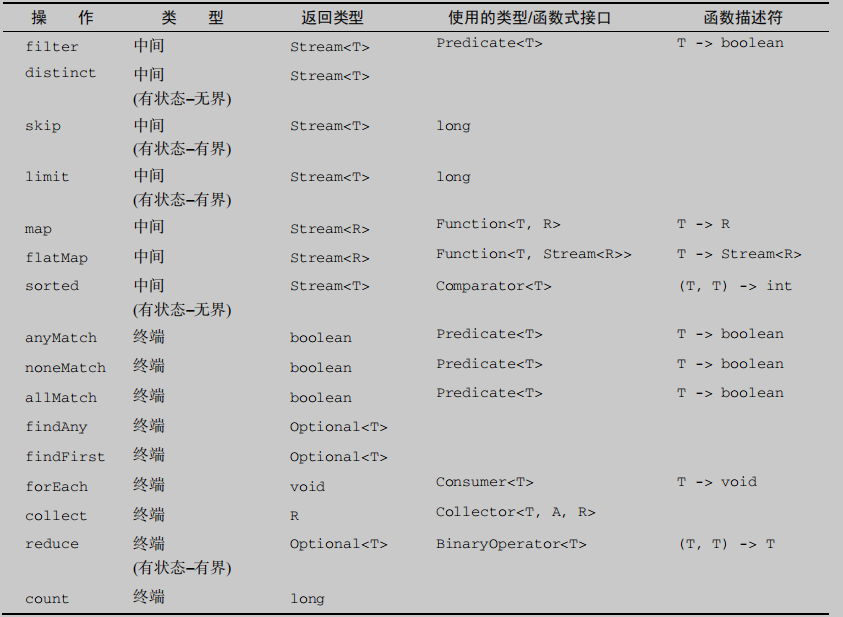 操 作 类 型 返回类型 使用的类型/函数式接口 函数描述符
filter 中间 Stream<T> Predicate<T> T -> boolean
distinct 中间 Stream<T>
(有状态–无界)
skip 中间 Stream<T> long
(有状态–有界)
limit 中间 Stream<T> long
(有状态–有界)
map 中间 Stream<R> Function<T, R> T -> R
flatMap 中间 Stream<R> Function<T, Stream<R>> T -> Stream<R>
sorted 中间 Stream<T> Comparator<T> (T, T) -> int
(有状态–无界)
anyMatch 终端 boolean Predicate<T> T -> boolean
noneMatch 终端 boolean Predicate<T> T -> boolean
allMatch 终端 boolean Predicate<T> T -> boolean
findAny 终端 Optional<T>
findFirst 终端 Optional<T>
forEach 终端 void Consumer<T> T -> void
collect 终端 R Collector<T, A, R>
reduce 终端 Optional<T> BinaryOperator<T> (T, T) -> T
(有状态–有界)
count 终端 long